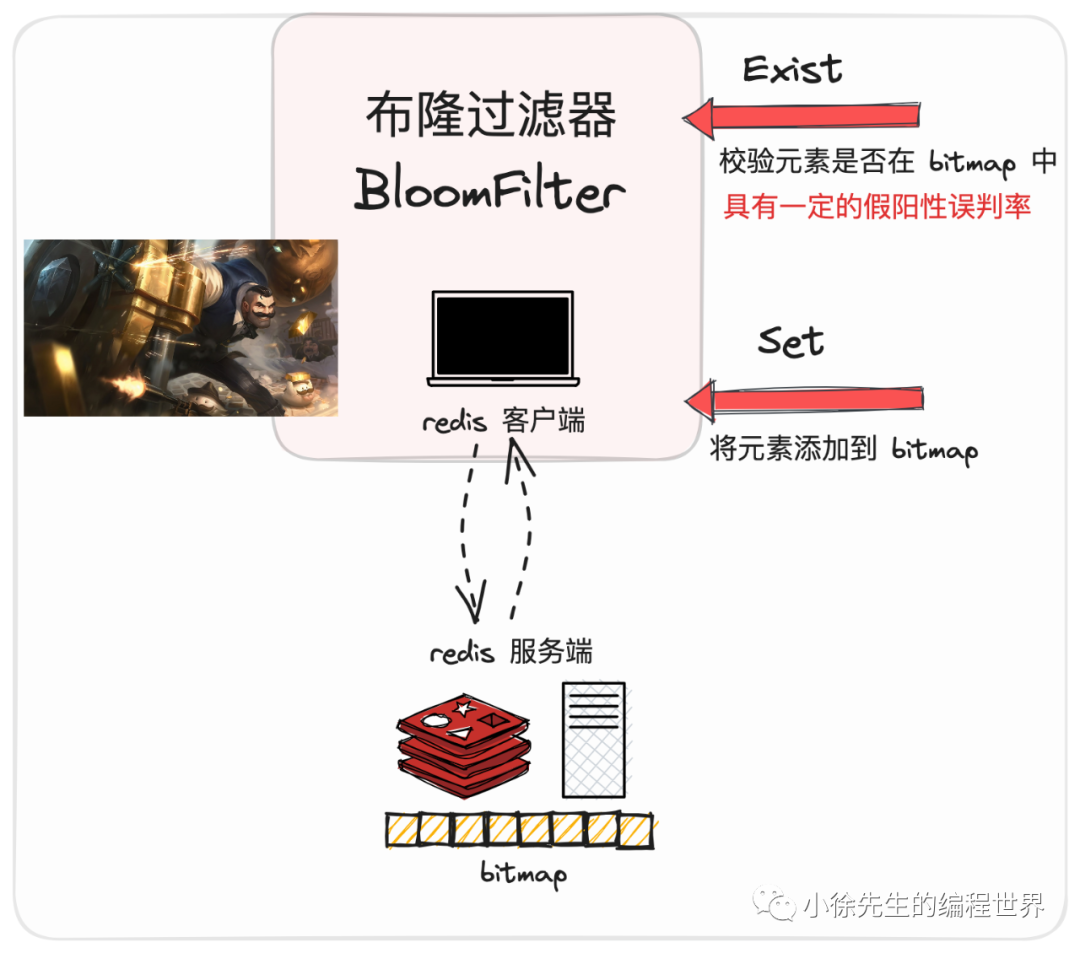 布隆过滤器
BloomFilter
Exist
校验元素是否在 bitmap 中
具有一定的假阳性误判率
Set
将元素添加到 bitmap
redis 客户端
redis 服务端
bitmap
小徐先生的编程世界